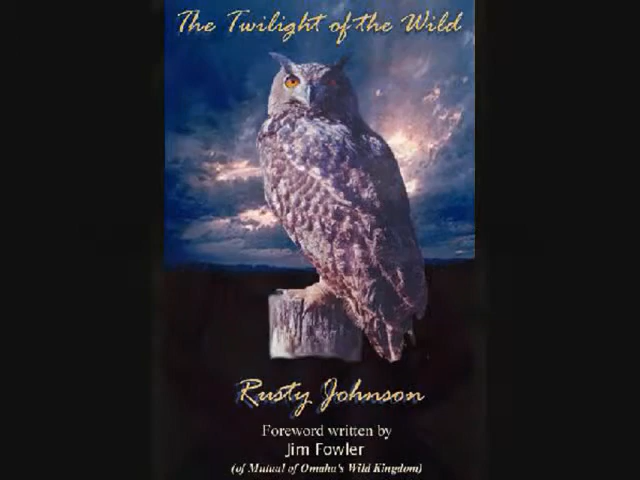 The Twilight of the Wild
Rusty Johnson
Foreword written by
Jim Fowler
(of Mutual of Omaha's Wild Kingdom)